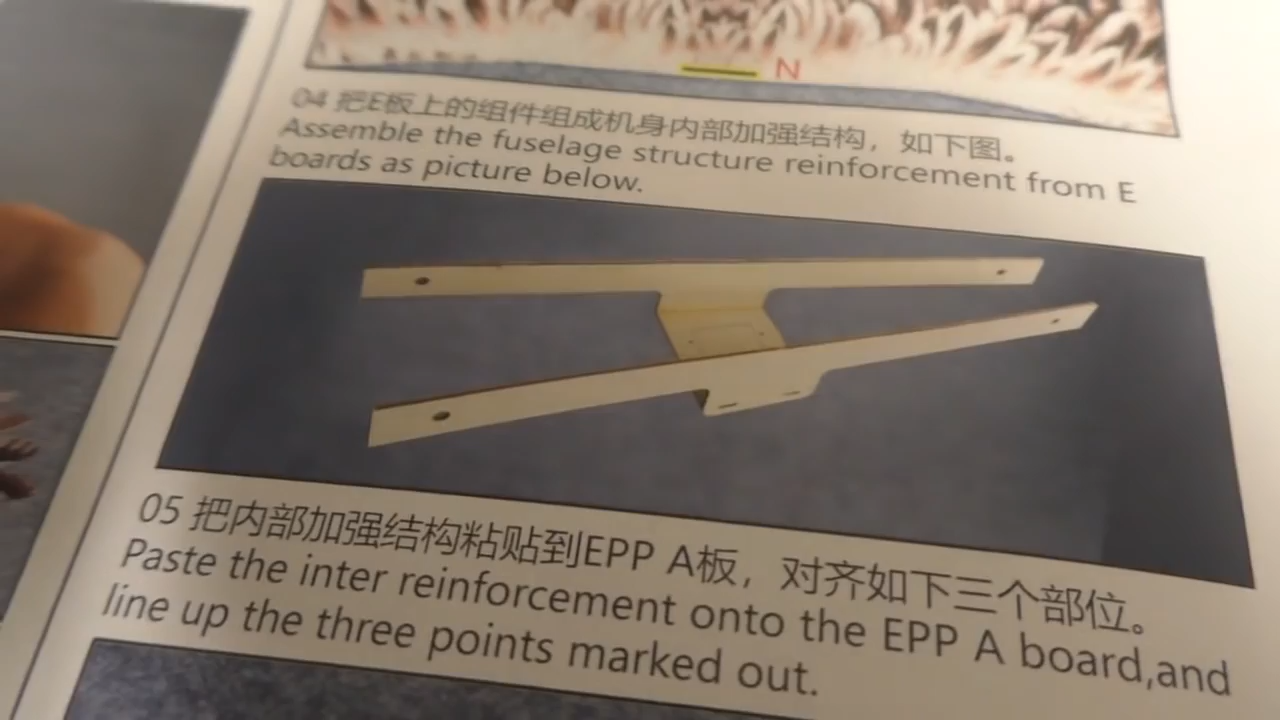 N
04 把E板上的组件组成机身内部加强结构，如下图。
Assemble the fuselage structure reinforcement from E
boards as picture below.
05 把内部加强结构粘贴到EPP A板，对齐如下三个部位。
Paste the inter reinforcement onto the EPP A board,and
line up the three points marked out.